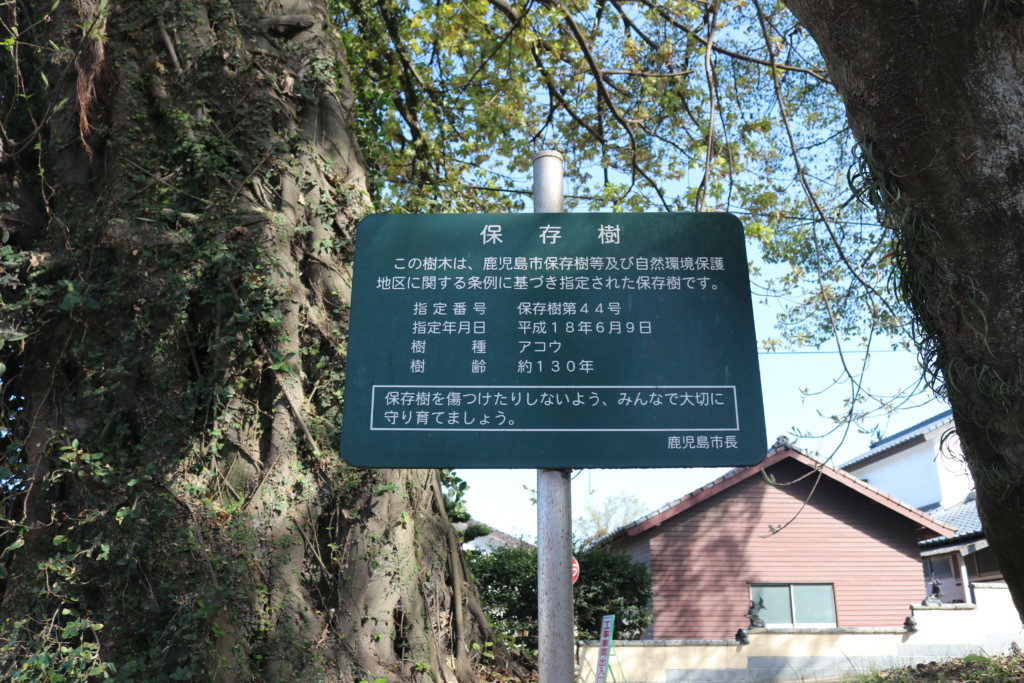 保存樹
この樹木は、鹿児島市保存樹等及び自然環境保護
地区に関する条例に基づき指定された保存樹です。
指定番号 保存樹第44号
指定年月日 平成18年6月9日
樹種 アコウ
樹齢 約130年
保存樹を傷つけたりしないよう、みんなで大切に
守り育てましょう。
鹿児島市長